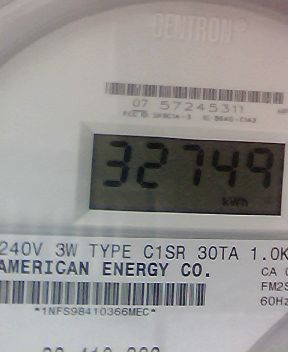 CENTRON
07 57245311
32749
kWh
240V 3W TYPE C1SR 30TA 1.0K
AMERICAN ENERGY CO.
CA
FM2S
60Hz
*1NFS98410366MEC*